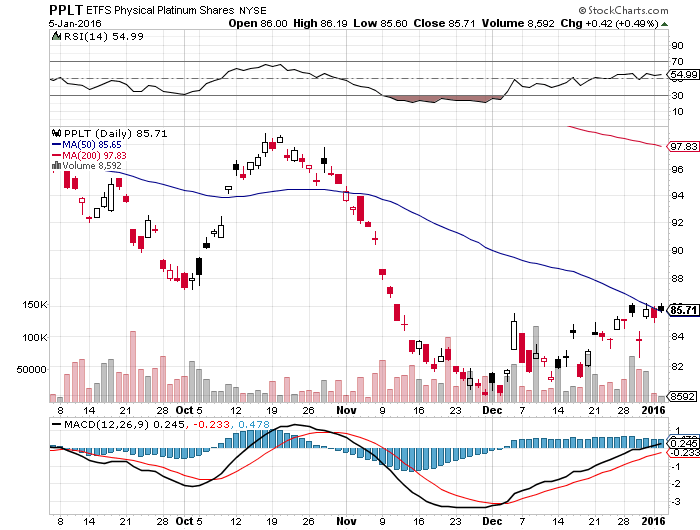 PPLT ETFS Physical Platinum Shares NYSE © StockCharts.com
5-Jan-2016 Open 86.00 High 86.19 Low 85.60 Close 85.71 Volume 8,592 Chg +0.42 (+0.49%)
RSI(14) 54.99
90
70
54.99
50
30
10
PPLT (Daily) 85.71
MA(50) 85.65
MA(200) 97.83
Volume 8,592
97.83
96
94
92
90
88
86
85.71
84
82
150K
100K
50000
8592
8 14 21 28 Oct 5 12 19 26 Nov 9 16 23 Dec 7 14 21 28 2016
MACD(12,26,9) 0.245, -0.233, 0.478
1
0.245
-0.233
-1
-2
-3
8 14 21 28 Oct 5 12 19 26 Nov 9 16 23 Dec 7 14 21 28 2016